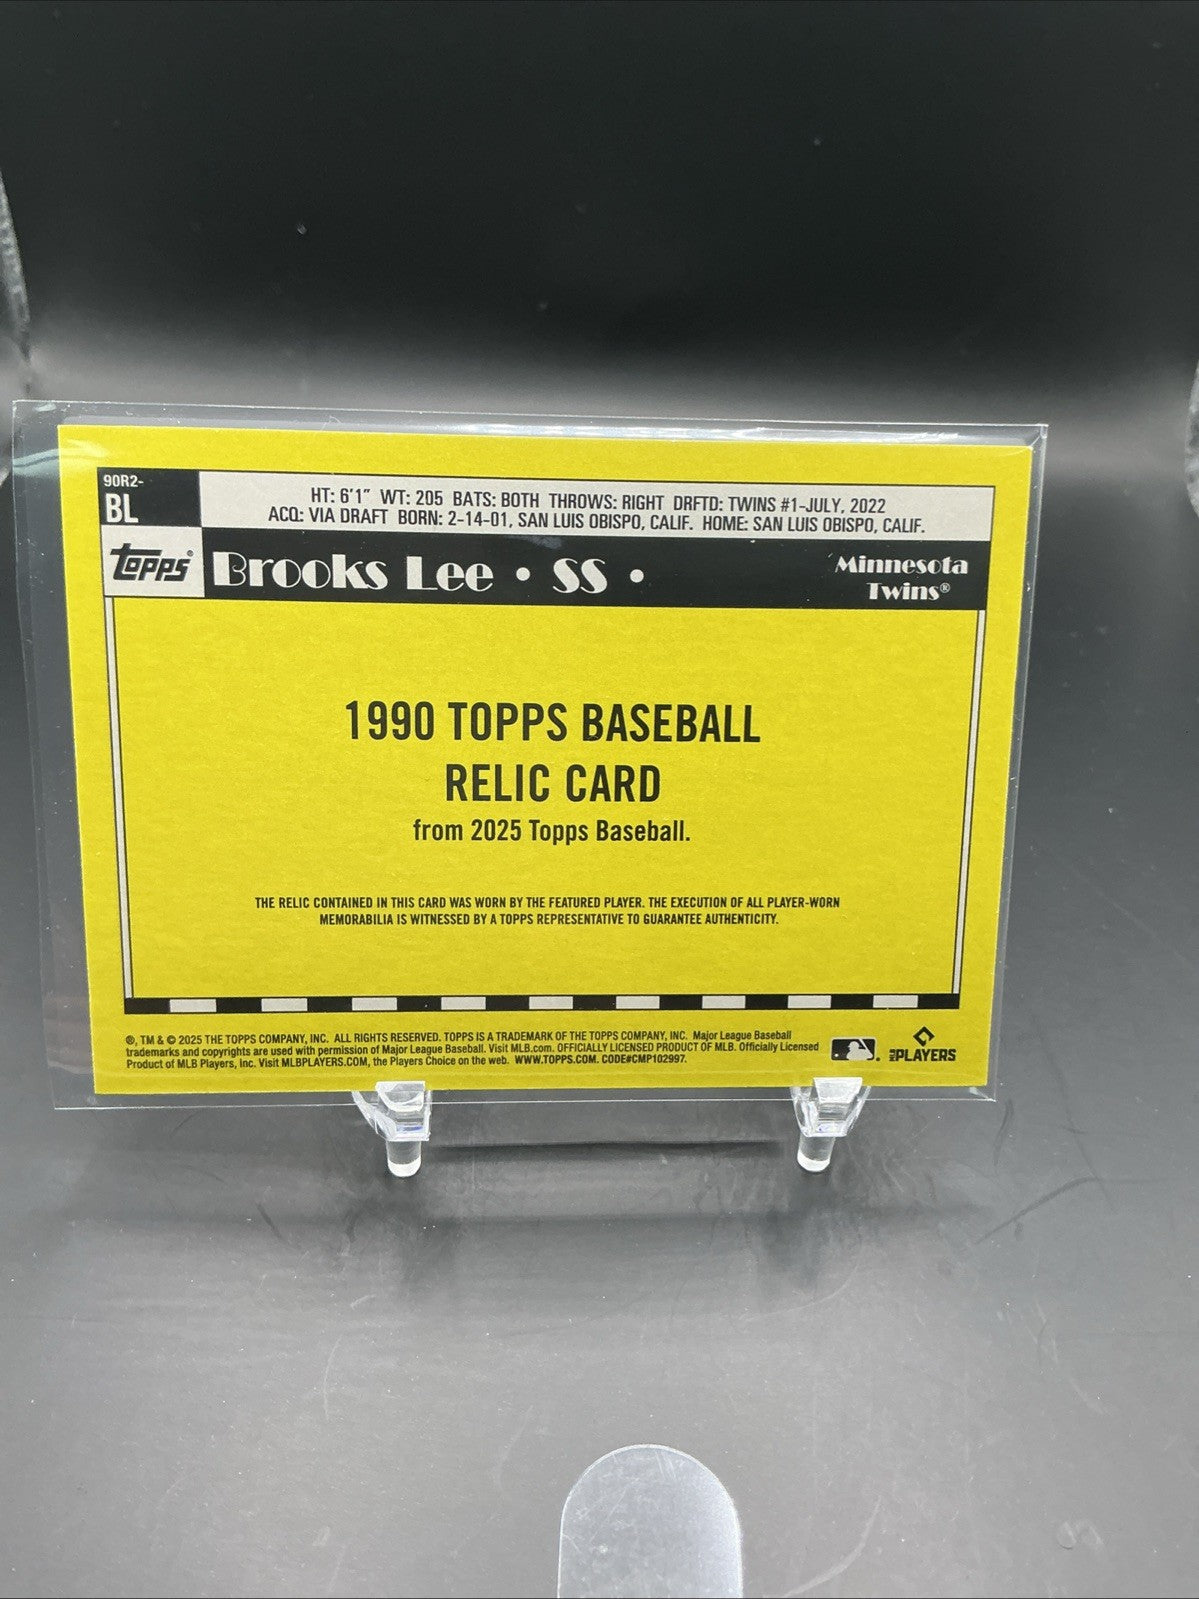 90R2-
BL
HT: 6'1" WT: 205 BATS: BOTH THROWS: RIGHT DRFTD: TWINS #1-JULY, 2022
ACQ: VIA DRAFT BORN: 2-14-01, SAN LUIS OBISPO, CALIF. HOME: SAN LUIS OBISPO, CALIF.
topps®
Brooks Lee • SS •
Minnesota
Twins®
1990 TOPPS BASEBALL
RELIC CARD
from 2025 Topps Baseball.
THE RELIC CONTAINED IN THIS CARD WAS WORN BY THE FEATURED PLAYER. THE EXECUTION OF ALL PLAYER-WORN
MEMORABILIA IS WITNESSED BY A TOPPS REPRESENTATIVE TO GUARANTEE AUTHENTICITY.
®, TM & © 2025 THE TOPPS COMPANY, INC. ALL RIGHTS RESERVED. TOPPS IS A TRADEMARK OF THE TOPPS COMPANY, INC. Major League Baseball
trademarks and copyrights are used with permission of Major League Baseball. Visit MLB.com. OFFICIALLY LICENSED PRODUCT OF MLB. Officially Licensed
Product of MLB Players, Inc. Visit MLBPLAYERS.COM, the Players Choice on the web. WWW.TOPPS.COM. CODE#CMP102997.
MLB PLAYERS